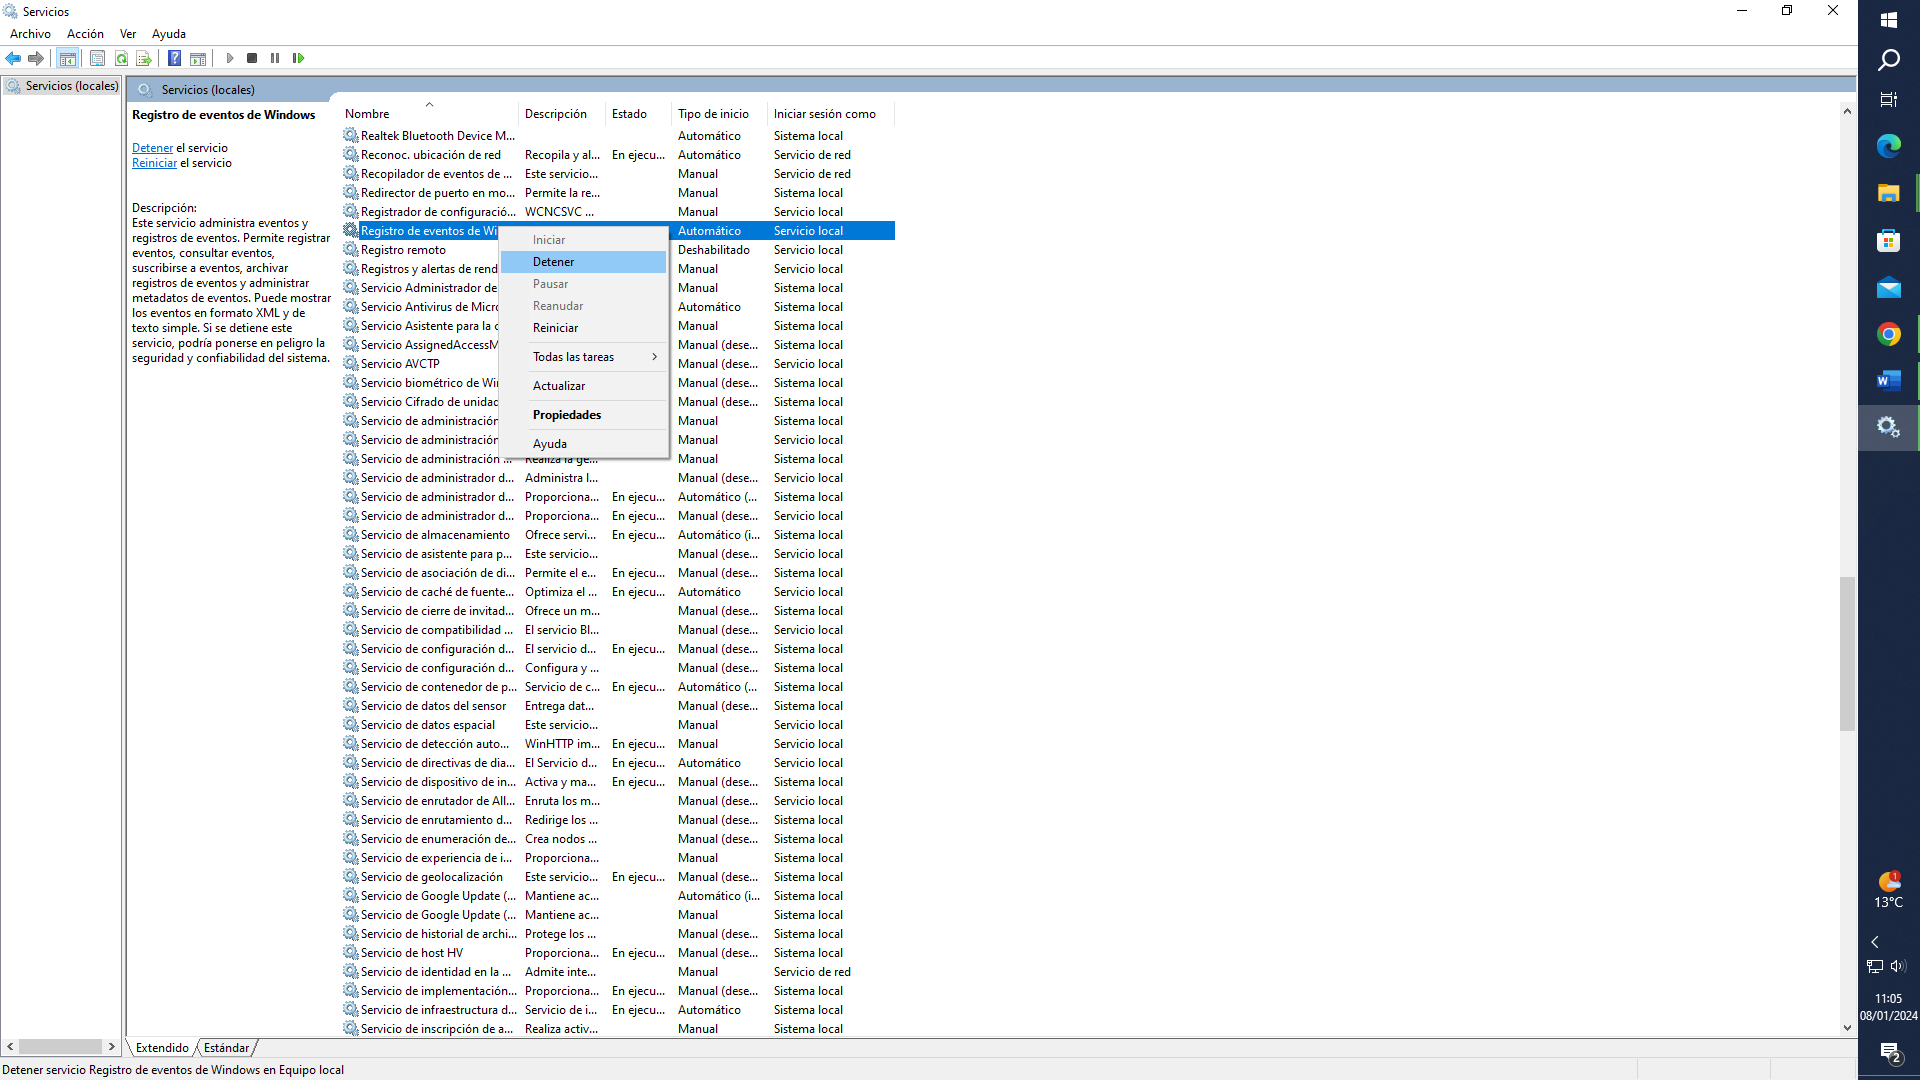 Servicios
Archivo Acción Ver Ayuda
Servicios (locales)
Servicios (locales)
Registro de eventos de Windows
Detener el servicio
Reiniciar el servicio
Descripción:
Este servicio administra eventos y
registros de eventos. Permite registrar
eventos, consultar eventos,
suscribirse a eventos, archivar
registros de eventos y administrar
metadatos de eventos. Puede mostrar
los eventos en formato XML y de
texto simple. Si se detiene este
servicio, podría ponerse en peligro la
seguridad y confiabilidad del sistema.
Nombre Descripción Estado Tipo de inicio Iniciar sesión como
Realtek Bluetooth Device M... Automático Sistema local
Reconoc. ubicación de red Recopila y al... En ejecu... Automático Servicio de red
Recopilador de eventos de ... Este servicio... Manual Servicio de red
Redirector de puerto en mo... Permite la re... Manual Sistema local
Registrador de configuració... WCNCSVC ... Manual Servicio local
Registro de eventos de Wi Automático Servicio local
Registro remoto Deshabilitado Servicio local
Registros y alertas de rend Manual Servicio local
Servicio Administrador de Manual Sistema local
Servicio Antivirus de Micro Automático Sistema local
Servicio Asistente para la c Manual Sistema local
Servicio AssignedAccessM Manual (dese... Sistema local
Servicio AVCTP Manual (dese... Servicio local
Servicio biométrico de Win Manual (dese... Sistema local
Servicio Cifrado de unidad Manual (dese... Sistema local
Servicio de administración Manual Sistema local
Servicio de administración Manual Sistema local
Servicio de administración ... Realiza la ge... Manual Sistema local
Servicio de administrador d... Administra l... Manual (dese... Sistema local
Servicio de administrador d... Proporciona... En ejecu... Automático (... Sistema local
Servicio de administrador d... Proporciona... En ejecu... Manual (dese... Sistema local
Servicio de almacenamiento Ofrece servi... En ejecu... Automático (i... Sistema local
Servicio de asistente para p... Este servicio... Manual (dese... Sistema local
Servicio de asociación de di... Permite el e... En ejecu... Manual (dese... Sistema local
Servicio de caché de fuente... Optimiza el ... En ejecu... Automático Servicio local
Servicio de cierre de invitad... Ofrece un m... Manual (dese... Sistema local
Servicio de compatibilidad ... El servicio Bl... Manual (dese... Servicio local
Servicio de configuración d... El servicio d... En ejecu... Manual (dese... Sistema local
Servicio de configuración d... Configura y ... Manual (dese... Sistema local
Servicio de contenedor de p... Servicio de c... En ejecu... Automático (... Sistema local
Servicio de datos del sensor Entrega dat... Manual (dese... Sistema local
Servicio de datos espacial Este servicio... Manual Servicio local
Servicio de detección auto... WinHTTP im... En ejecu... Manual Servicio local
Servicio de directivas de dia... El Servicio d... En ejecu... Automático Servicio local
Servicio de dispositivo de in... Activa y ma... En ejecu... Manual (dese... Sistema local
Servicio de enrutador de All... Enruta los m... Manual (dese... Servicio local
Servicio de enrutamiento d... Redirige los ... Manual (dese... Sistema local
Servicio de enumeración de... Crea nodos ... Manual (dese... Sistema local
Servicio de experiencia de i... Proporciona... Manual Sistema local
Servicio de geolocalización Este servicio... En ejecu... Manual (dese... Sistema local
Servicio de Google Update (... Mantiene ac... Automático (i... Sistema local
Servicio de Google Update (... Mantiene ac... Manual Sistema local
Servicio de historial de archi... Protege los ... Manual (dese... Sistema local
Servicio de host HV Proporciona... En ejecu... Manual (dese... Sistema local
Servicio de identidad en la ... Admite inte... Manual Servicio de red
Servicio de implementación... Proporciona... En ejecu... Manual (dese... Sistema local
Servicio de infraestructura d... Servicio de i... En ejecu... Automático Sistema local
Servicio de inscripción de a... Realiza activ... Manual Sistema local
Iniciar
Detener
Pausar
Reanudar
Reiniciar
Todas las tareas
Actualizar
Propiedades
Ayuda
Extendido Estándar
Detener servicio Registro de eventos de Windows en Equipo local
1
13°C
11:05
08/01/2024
2